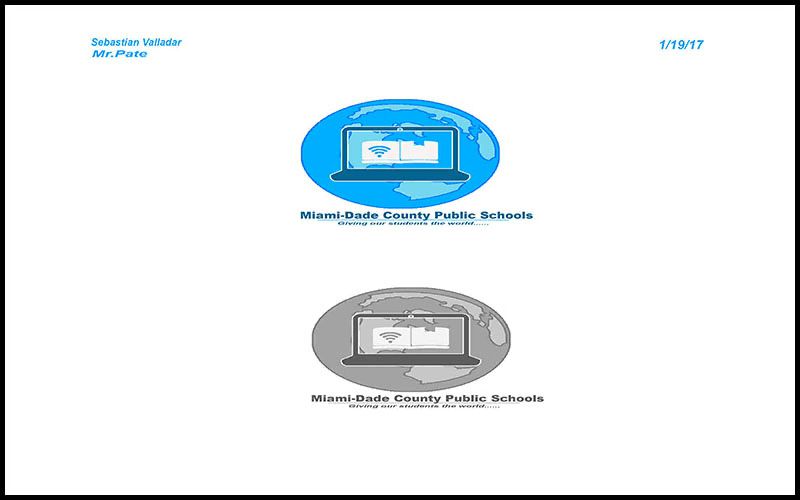 Sebastian Valladar
Mr.Pate
1/19/17
Miami-Dade County Public Schools
Giving our students the world......
Miami-Dade County Public Schools
Giving our students the world......